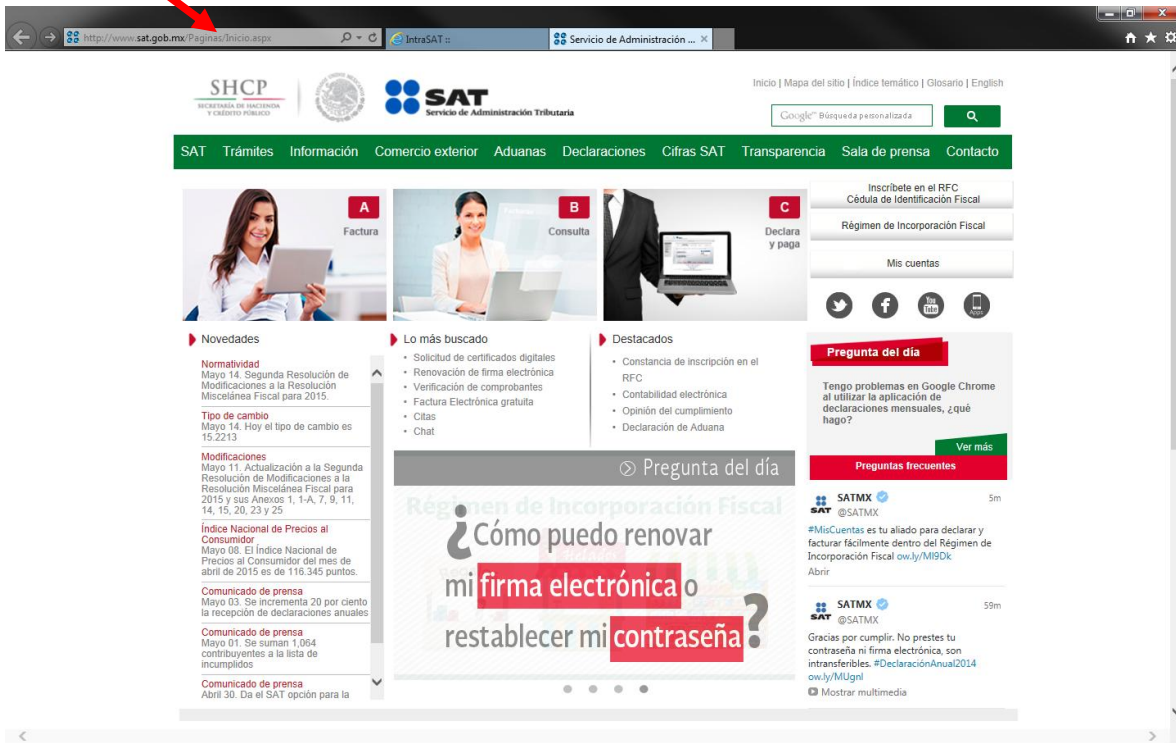 http://www.sat.gob.mx/Paginas/Inicio.aspx
IntraSAT ::
Servicio de Administración ...
SHCP
SECRETARÍA DE HACIENDA
Y CRÉDITO PÚBLICO
SAT
Servicio de Administración Tributaria
Inicio | Mapa del sitio | Índice temático | Glosario | English
Google™ Búsqueda personalizada
SAT Trámites Información Comercio exterior Aduanas Declaraciones Cifras SAT Transparencia Sala de prensa Contacto
A
Factura
B
Consulta
C
Declara
y paga
Inscríbete en el RFC
Cédula de Identificación Fiscal
Régimen de Incorporación Fiscal
Mis cuentas
You
Tube
Apps
Novedades
Normatividad
Mayo 14. Segunda Resolución de
Modificaciones a la Resolución
Miscelánea Fiscal para 2015.
Tipo de cambio
Mayo 14. Hoy el tipo de cambio es
15.2213
Modificaciones
Mayo 11. Actualización a la Segunda
Resolución de Modificaciones a la
Resolución Miscelánea Fiscal para
2015 y sus Anexos 1, 1-A, 7, 9, 11,
14, 15, 20, 23 y 25
Índice Nacional de Precios al
Consumidor
Mayo 08. El Índice Nacional de
Precios al Consumidor del mes de
abril de 2015 es de 116.345 puntos.
Comunicado de prensa
Mayo 03. Se incrementa 20 por ciento
la recepción de declaraciones anuales
Comunicado de prensa
Mayo 01. Se suman 1,064
contribuyentes a la lista de
incumplidos
Comunicado de prensa
Abril 30. Da el SAT opción para la
Lo más buscado
• Solicitud de certificados digitales
• Renovación de firma electrónica
• Verificación de comprobantes
• Factura Electrónica gratuita
• Citas
• Chat
Destacados
• Constancia de inscripción en el
RFC
• Contabilidad electrónica
• Opinión del cumplimiento
• Declaración de Aduana
Pregunta del día
Régimen de Incorporación Fiscal
¿Cómo puedo renovar
mi firma electrónica o
restablecer mi contraseña?
Pregunta del día
Tengo problemas en Google Chrome
al utilizar la aplicación de
declaraciones mensuales, ¿qué
hago?
Ver más
Preguntas frecuentes
SAT
SATMX 5m
@SATMX
#MisCuentas es tu aliado para declarar y
facturar fácilmente dentro del Régimen de
Incorporación Fiscal ow.ly/MI9Dk
Abrir
SAT
SATMX 59m
@SATMX
Gracias por cumplir. No prestes tu
contraseña ni firma electrónica, son
intransferibles. #DeclaraciónAnual2014
ow.ly/MUgnl
Mostrar multimedia